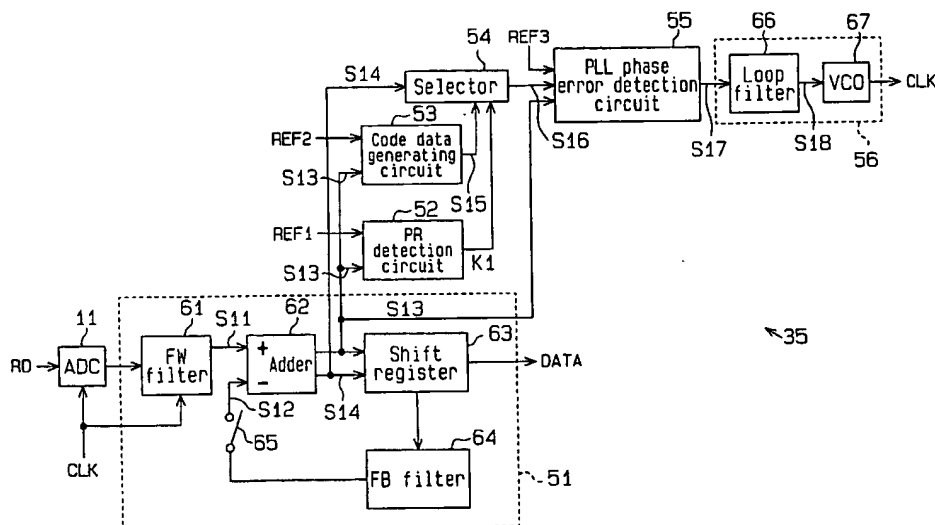 54
REF3
55
66
67
S14
Selector
PLL phase
error detection
circuit
Loop
filter
VCO
CLK
53
S16
S17
S18
56
REF2
Code data
generating
circuit
S13
S15
52
REF1
PR
detection
circuit
S13
K1
S13
61
62
63
35
11
S11
RD
ADC
FW
filter
+
Adder
−
Shift
register
DATA
S12
S14
65
64
CLK
FB filter
51